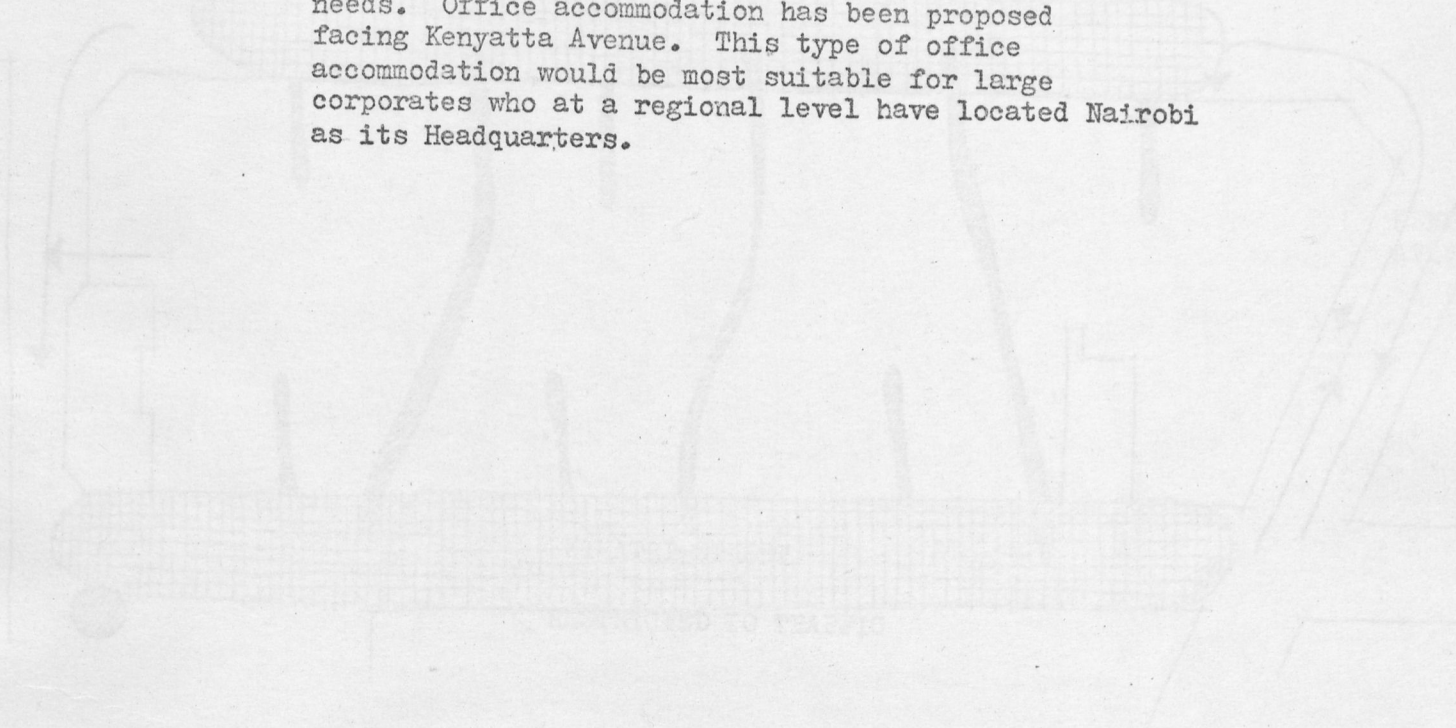 needs.  Office accommodation has been proposed
facing Kenyatta Avenue.  This type of office
accommodation would be most suitable for large
corporates who at a regional level have located Nairobi
as its Headquarters.